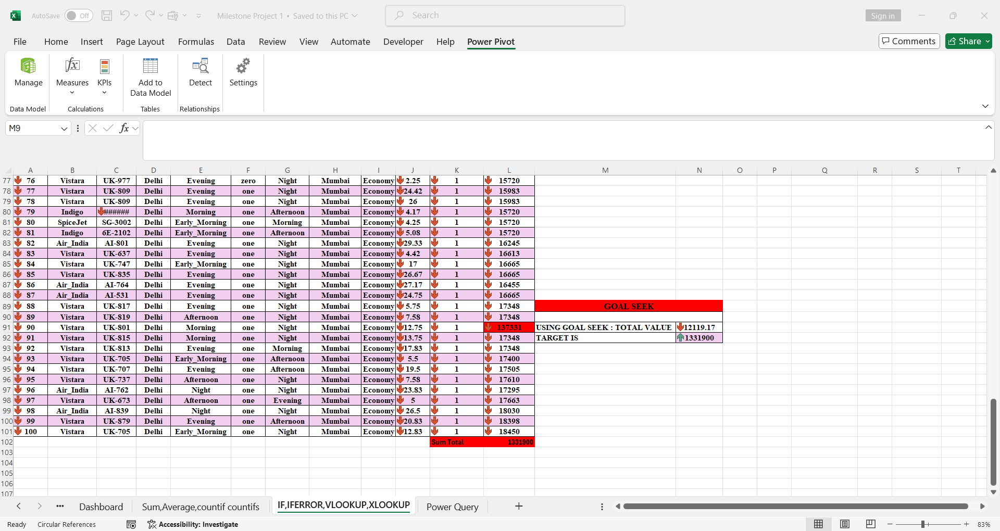 AutoSave Off Milestone Project 1 • Saved to this PC Search Sign in
File Home Insert Page Layout Formulas Data Review View Automate Developer Help Power Pivot Comments Share
Manage Measures KPIs Add to Data Model Detect Settings
Data Model Calculations Tables Relationships
M9 fx
A B C D E F G H I J K L M N O P Q R S T
77 76 Vistara UK-977 Delhi Evening zero Night Mumbai Economy 2.25 1 15720
78 77 Vistara UK-809 Delhi Evening one Night Mumbai Economy 24.42 1 15983
79 78 Vistara UK-809 Delhi Evening one Night Mumbai Economy 26 1 15983
80 79 Indigo ###### Delhi Morning one Afternoon Mumbai Economy 4.17 1 15720
81 80 SpiceJet SG-3002 Delhi Early_Morning one Morning Mumbai Economy 4.25 1 15720
82 81 Indigo 6E-2102 Delhi Early_Morning one Afternoon Mumbai Economy 5.08 1 15720
83 82 Air_India AI-801 Delhi Evening one Night Mumbai Economy 29.33 1 16245
84 83 Vistara UK-637 Delhi Evening one Night Mumbai Economy 4.42 1 16613
85 84 Vistara UK-747 Delhi Early_Morning one Night Mumbai Economy 17 1 16665
86 85 Vistara UK-835 Delhi Evening one Night Mumbai Economy 26.67 1 16665
87 86 Air_India AI-764 Delhi Evening one Night Mumbai Economy 27.17 1 16455
88 87 Air_India AI-531 Delhi Evening one Night Mumbai Economy 24.75 1 16665
89 88 Vistara UK-817 Delhi Evening one Night Mumbai Economy 5.75 1 17348 GOAL SEEK
90 89 Vistara UK-819 Delhi Afternoon one Night Mumbai Economy 7.58 1 17348
91 90 Vistara UK-801 Delhi Morning one Night Mumbai Economy 12.75 1 137331 USING GOAL SEEK : TOTAL VALUE 12119.17
92 91 Vistara UK-815 Delhi Morning one Night Mumbai Economy 13.75 1 17348 TARGET IS 1331900
93 92 Vistara UK-813 Delhi Evening one Morning Mumbai Economy 17.83 1 17348
94 93 Vistara UK-705 Delhi Early_Morning one Afternoon Mumbai Economy 5.5 1 17400
95 94 Vistara UK-707 Delhi Evening one Afternoon Mumbai Economy 19.5 1 17505
96 95 Vistara UK-737 Delhi Afternoon one Night Mumbai Economy 7.58 1 17610
97 96 Air_India AI-762 Delhi Night one Night Mumbai Economy 23.83 1 17295
98 97 Vistara UK-673 Delhi Afternoon one Evening Mumbai Economy 5 1 17663
99 98 Air_India AI-839 Delhi Night one Night Mumbai Economy 26.5 1 18030
100 99 Vistara UK-879 Delhi Evening one Afternoon Mumbai Economy 20.83 1 18398
101 100 Vistara UK-705 Delhi Early_Morning one Night Mumbai Economy 12.83 1 18450
102 Sum Total 1331900
103
104
105
106
107
Dashboard Sum,Average,countif countifs IF,IFERROR,VLOOKUP,XLOOKUP Power Query
Ready Circular References Accessibility: Investigate 83%